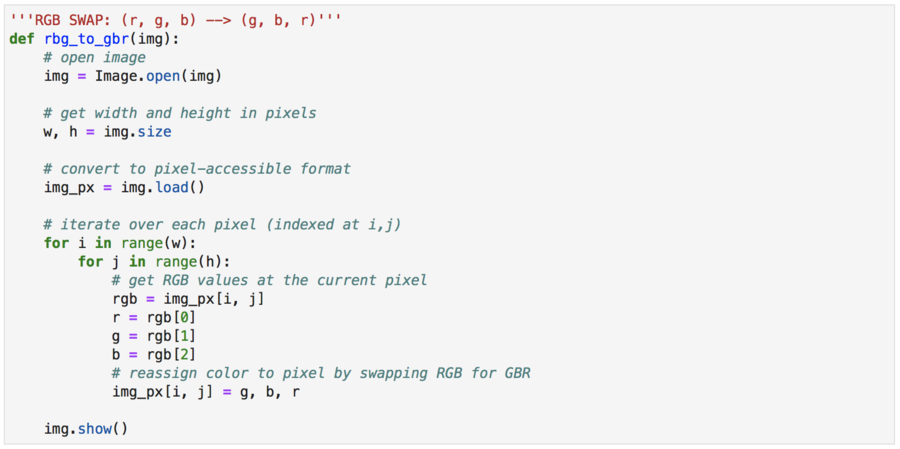 '''RGB SWAP: (r, g, b) --> (g, b, r)'''
def rbg_to_gbr(img):
    # open image
    img = Image.open(img)

    # get width and height in pixels
    w, h = img.size

    # convert to pixel-accessible format
    img_px = img.load()

    # iterate over each pixel (indexed at i,j)
    for i in range(w):
        for j in range(h):
            # get RGB values at the current pixel
            rgb = img_px[i, j]
            r = rgb[0]
            g = rgb[1]
            b = rgb[2]
            # reassign color to pixel by swapping RGB for GBR
            img_px[i, j] = g, b, r

    img.show()